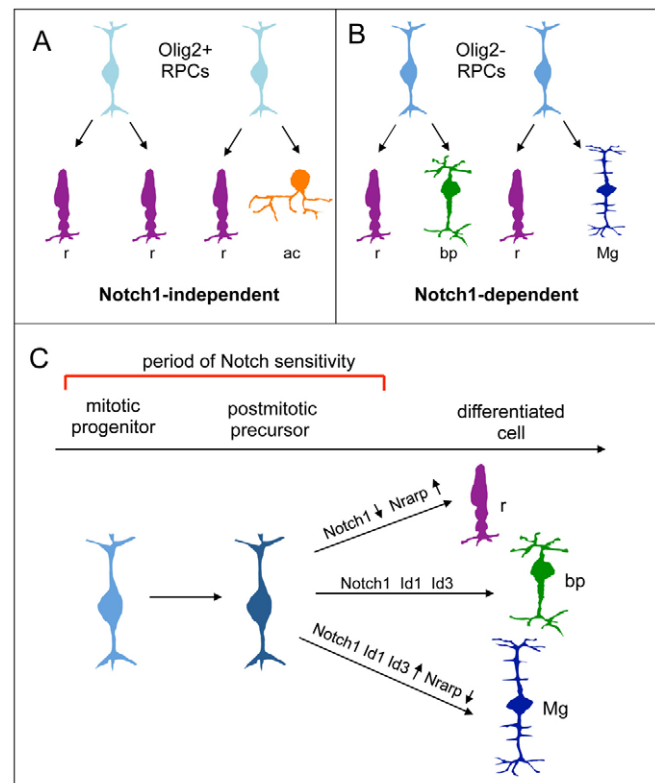 A
Olig2+
RPCs
r
r
r
ac
Notch1-independent
B
Olig2-
RPCs
r
bp
r
Mg
Notch1-dependent
C
period of Notch sensitivity
mitotic
progenitor
postmitotic
precursor
differentiated
cell
Notch1 ↓ Nrarp ↑
r
Notch1 Id1 Id3
bp
Notch1 Id1 Id3 ↑ Nrarp ↓
Mg